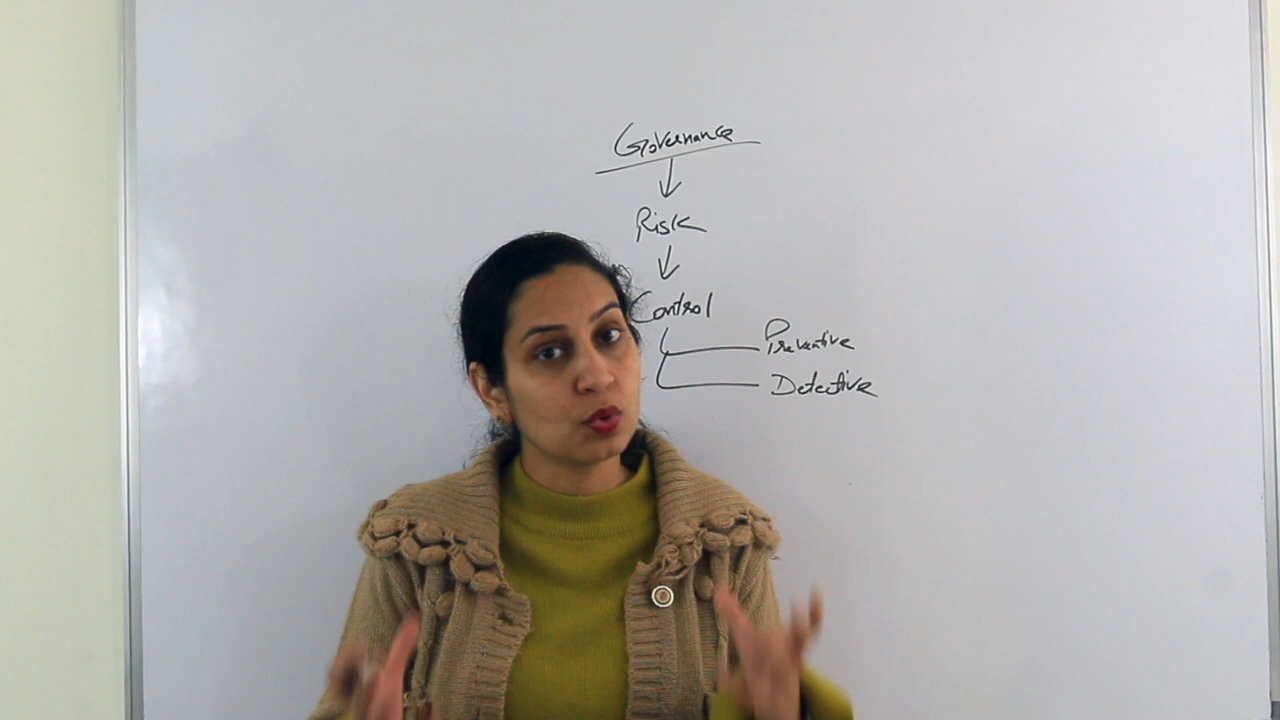 Governance
Risk
Control
Preventive
Detective